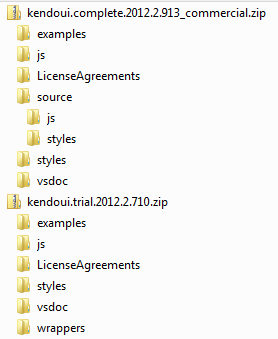 kendoui.complete.2012.2.913_commercial.zip
examples
js
LicenseAgreements
source
js
styles
styles
vsdoc
kendoui.trial.2012.2.710.zip
examples
js
LicenseAgreements
styles
vsdoc
wrappers